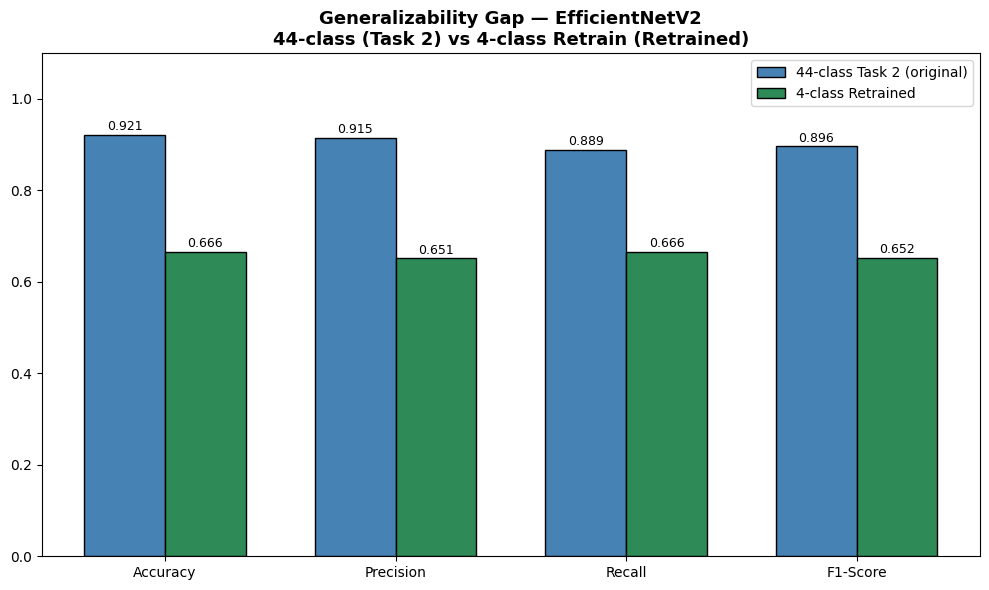 Generalizability Gap — EfficientNetV2
44-class (Task 2) vs 4-class Retrain (Retrained)
44-class Task 2 (original)
4-class Retrained
1.0
0.8
0.6
0.4
0.2
0.0
0.921
0.666
0.915
0.651
0.889
0.666
0.896
0.652
Accuracy
Precision
Recall
F1-Score